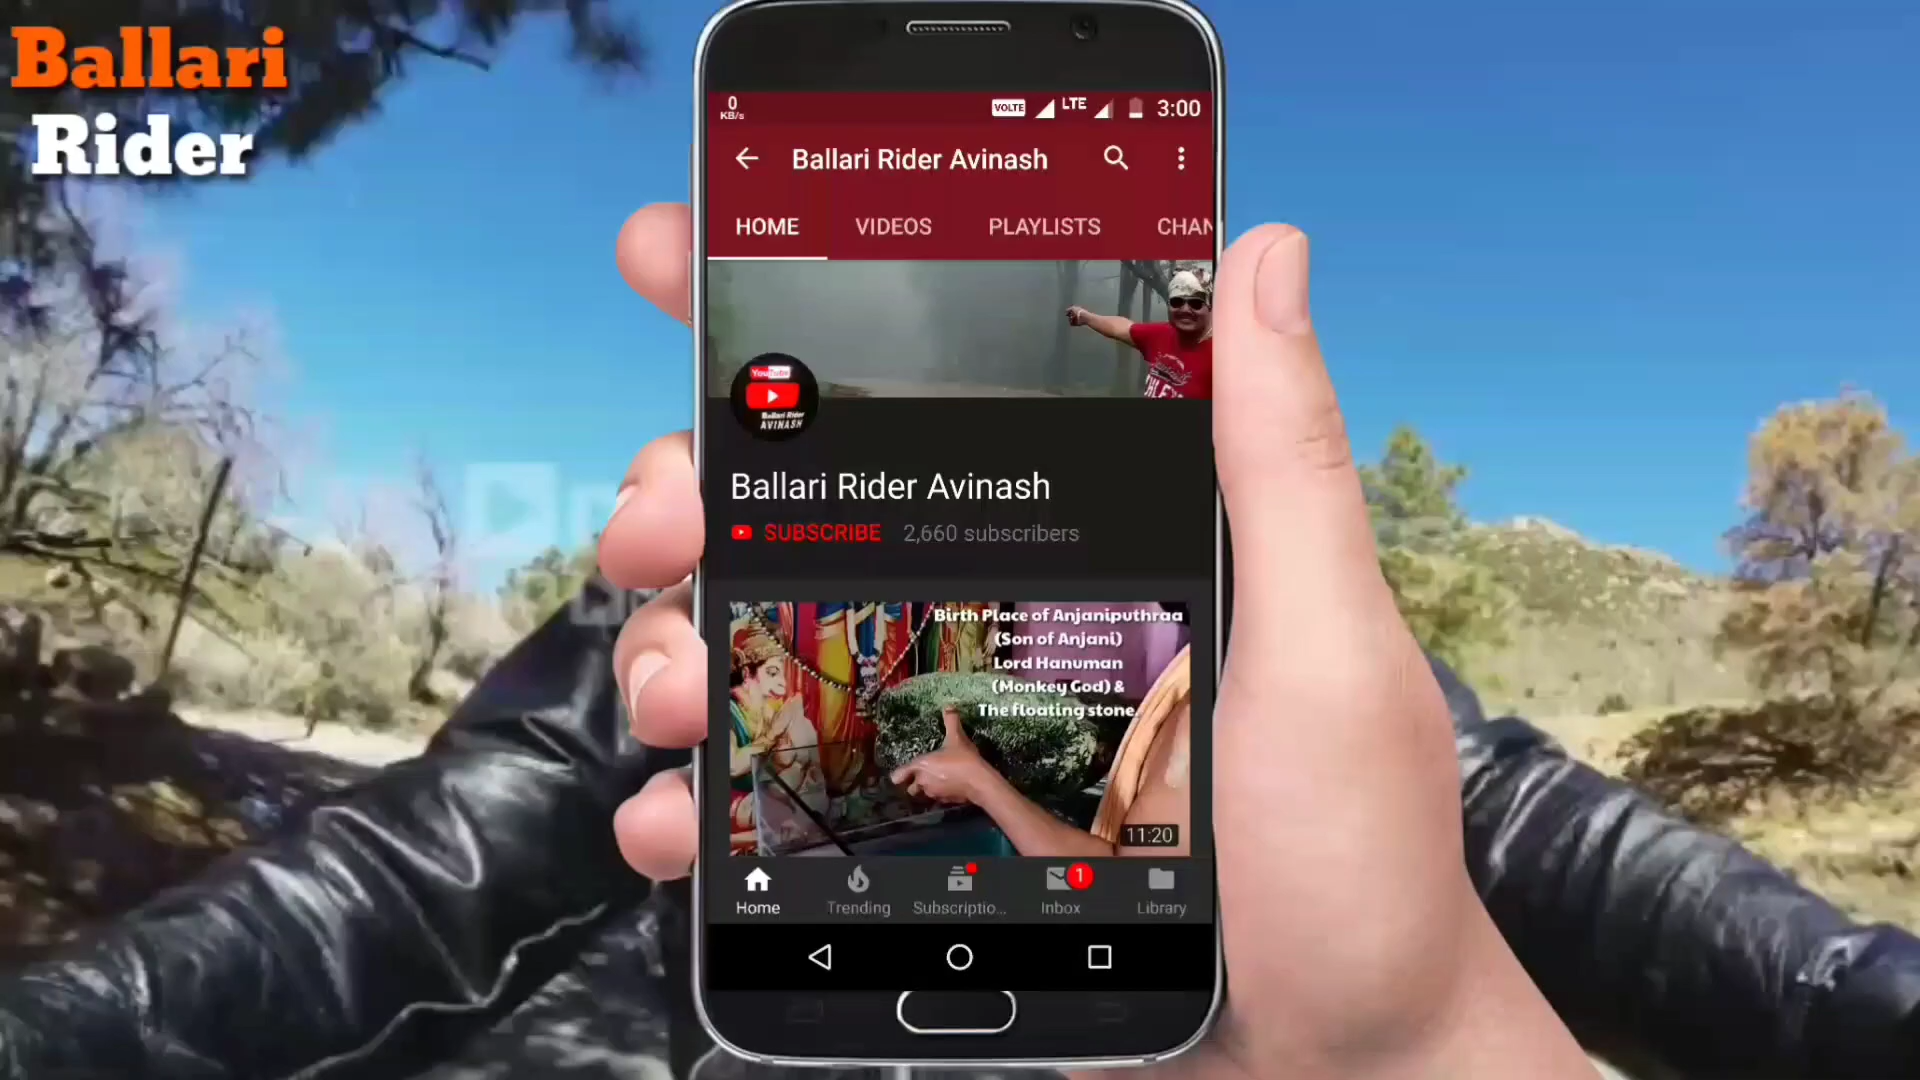 Ballari
Rider
0
KB/s
VOLTE
LTE
3:00
Ballari Rider Avinash
HOME
VIDEOS
PLAYLISTS
CHAN
YouTube
Ballari Rider
AVINASH
Ballari Rider Avinash
SUBSCRIBE
2,660 subscribers
Birth Place of Anjaniputhraa
(Son of Anjani)
Lord Hanuman
(Monkey God) &
The floating stone.
11:20
Home
Trending
Subscriptio...
1
Inbox
Library